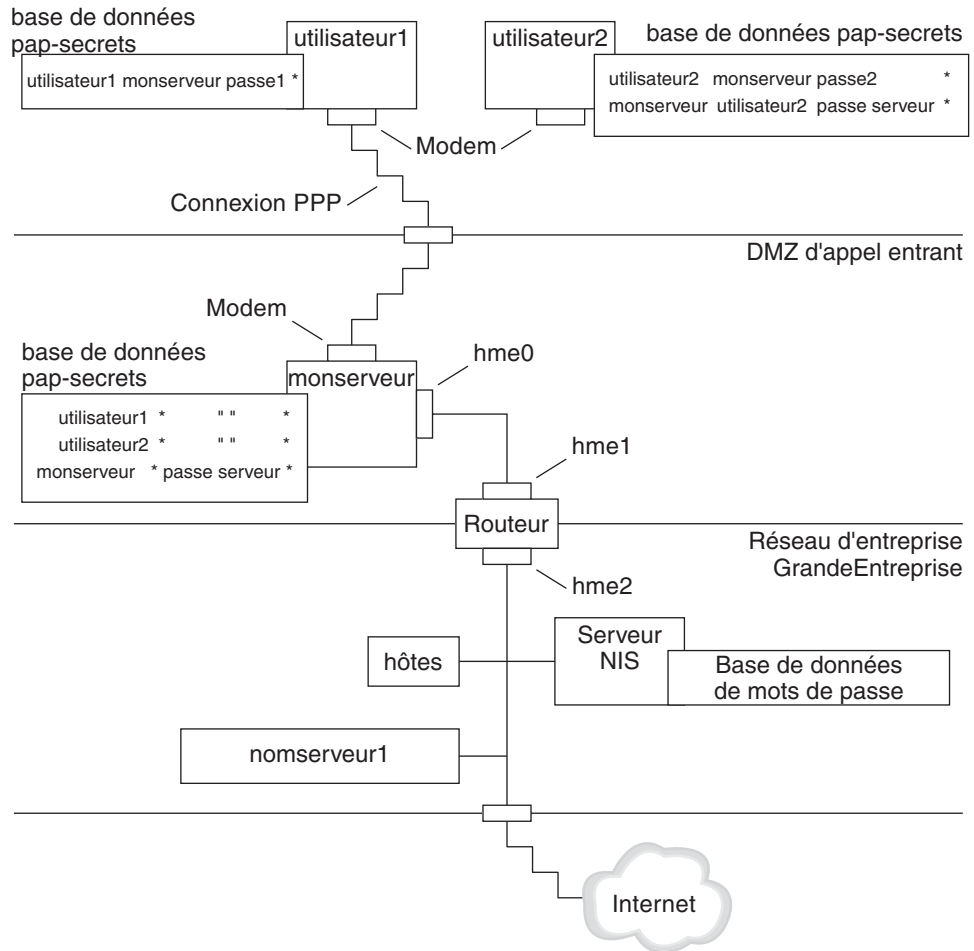 base de données
pap-secrets
utilisateur1
utilisateur2
base de données pap-secrets
utilisateur1 monserveur passe1 *
utilisateur2 monserveur passe2 *
monserveur utilisateur2 passe serveur *
Modem
Connexion PPP
DMZ d'appel entrant
Modem
hme0
base de données
pap-secrets
monserveur
utilisateur1 * " " *
utilisateur2 * " " *
monserveur * passe serveur *
hme1
Routeur
Réseau d'entreprise
GrandeEntreprise
hme2
hôtes
Serveur
NIS
Base de données
de mots de passe
nomserveur1
Internet